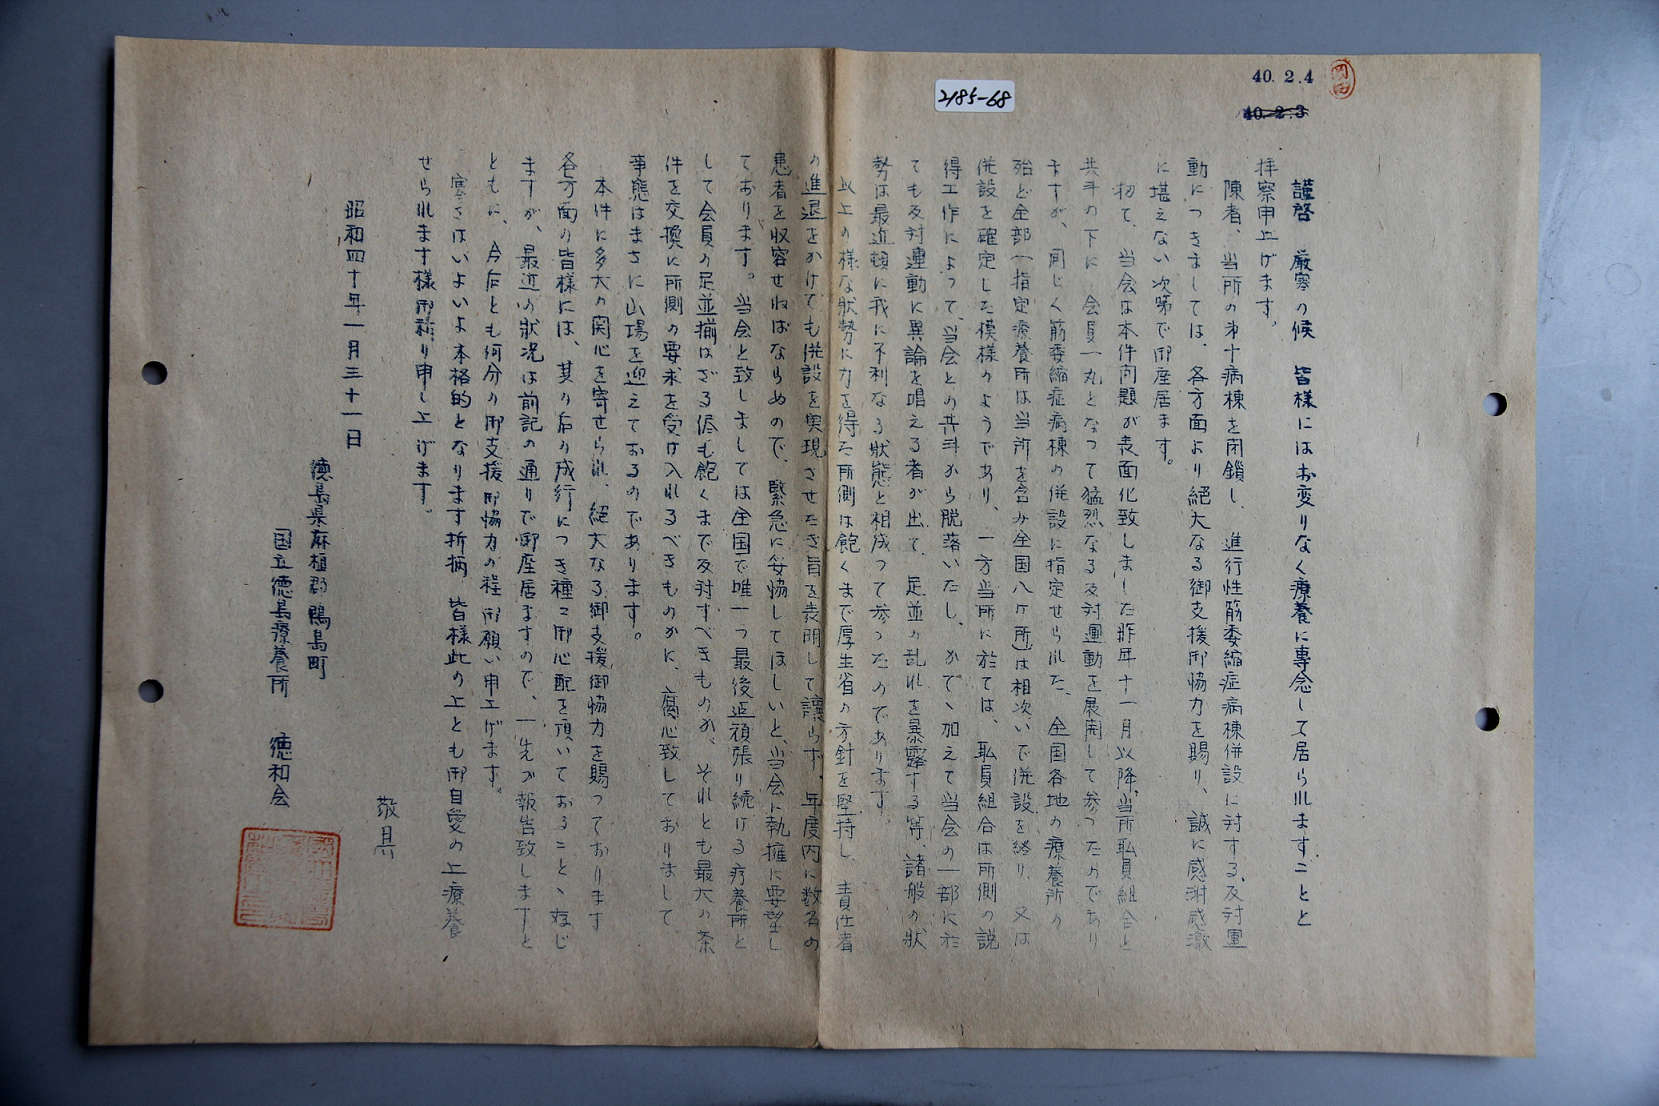 40.2.4
40.2.3
2185-68
謹啓　厳寒の候　皆様にはお変りなく療養に専念して居られますことと
拝察申上げます。
陳者、当所の第十病棟を閉鎖し、進行性筋委縮症病棟併設に対する反対運
動につきましては、各方面より絶大なる御支援御協力を賜り、誠に感謝感激
に堪えない次第で御座居ます。
扨て、当会は本件問題が表面化致しました昨年十一月以降、当所職員組合と
共斗の下に、会員一丸となって猛烈なる反対運動を展開して参ったのであり
ますが、同じく筋委縮症病棟の併設に指定せられた、全国各地の療養所の
殆ど全部（指定療養所は当所を含み全国八ヶ所）は相次いで併設を終り、又は
併設を確定した模様のようであり、一方当所に於ては、職員組合は所側の説
得工作によって、当会との共斗から脱落いたし、かてゝ加えて当会の一部に於
ても反対運動に異論を唱える者が出て、足並の乱れを暴露する等、諸般の状
勢は最近頓に我に不利なる状態と相成って参ったのであります。
以上の様な状勢に力を得た所側は飽くまで厚生省の方針を堅持し、責任者
の進退をかけても併設を実現させたき旨を表明して譲らず、年度内に数名の
患者を収容せねばならぬので、緊急に妥協してほしいと、当会に執擁に要望し
ております。当会と致しましては全国で唯一つ最後迄頑張り続ける療養所と
して会員の足並揃はざる侭も飽くまで反対すべきものか、それとも最大の条
件を交換に所側の要求を受け入れるべきものかに、腐心致しておりまして
事態はまさに山場を迎えておるのであります。
本件に多大の関心を寄せられ、絶大なる御支援御協力を賜っております
各方面の皆様には、其の后の成行につき種々御心配を頂いておることゝ存じ
ますが、最近の状況は前記の通りで御座居ますので、一先づ報告致しますと
ともに、今后とも何分の御支援御協力の程御願い申上げます。
寒さはいよいよ本格的となります折柄　皆様此の上とも御自愛の上療養
せられます様御祈り申し上げます。
敬具
昭和四十年一月三十一日
徳島県麻植郡鴨島町
国立徳島療養所　徳和会